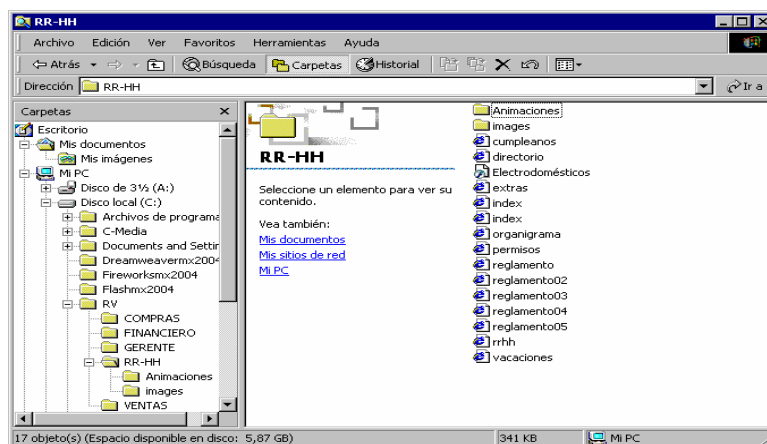 RR-HH
Archivo Edición Ver Favoritos Herramientas Ayuda
Atrás Búsqueda Carpetas Historial
Dirección RR-HH Ir a
Carpetas
Escritorio
Mis documentos
Mis imágenes
Mi PC
Disco de 3½ (A:)
Disco local (C:)
Archivos de programa
C-Media
Documents and Settin
Dreamweavermx2004
Fireworksmx2004
Flashmx2004
RV
COMPRAS
FINANCIERO
GERENTE
RR-HH
Animaciones
images
VENTAS
RR-HH
Seleccione un elemento para ver su
contenido.
Vea también:
Mis documentos
Mis sitios de red
Mi PC
Animaciones
images
cumpleanos
directorio
Electrodomésticos
extras
index
index
organigrama
permisos
reglamento
reglamento02
reglamento03
reglamento04
reglamento05
rrhh
vacaciones
17 objeto(s) (Espacio disponible en disco: 5,87 GB) 341 KB Mi PC